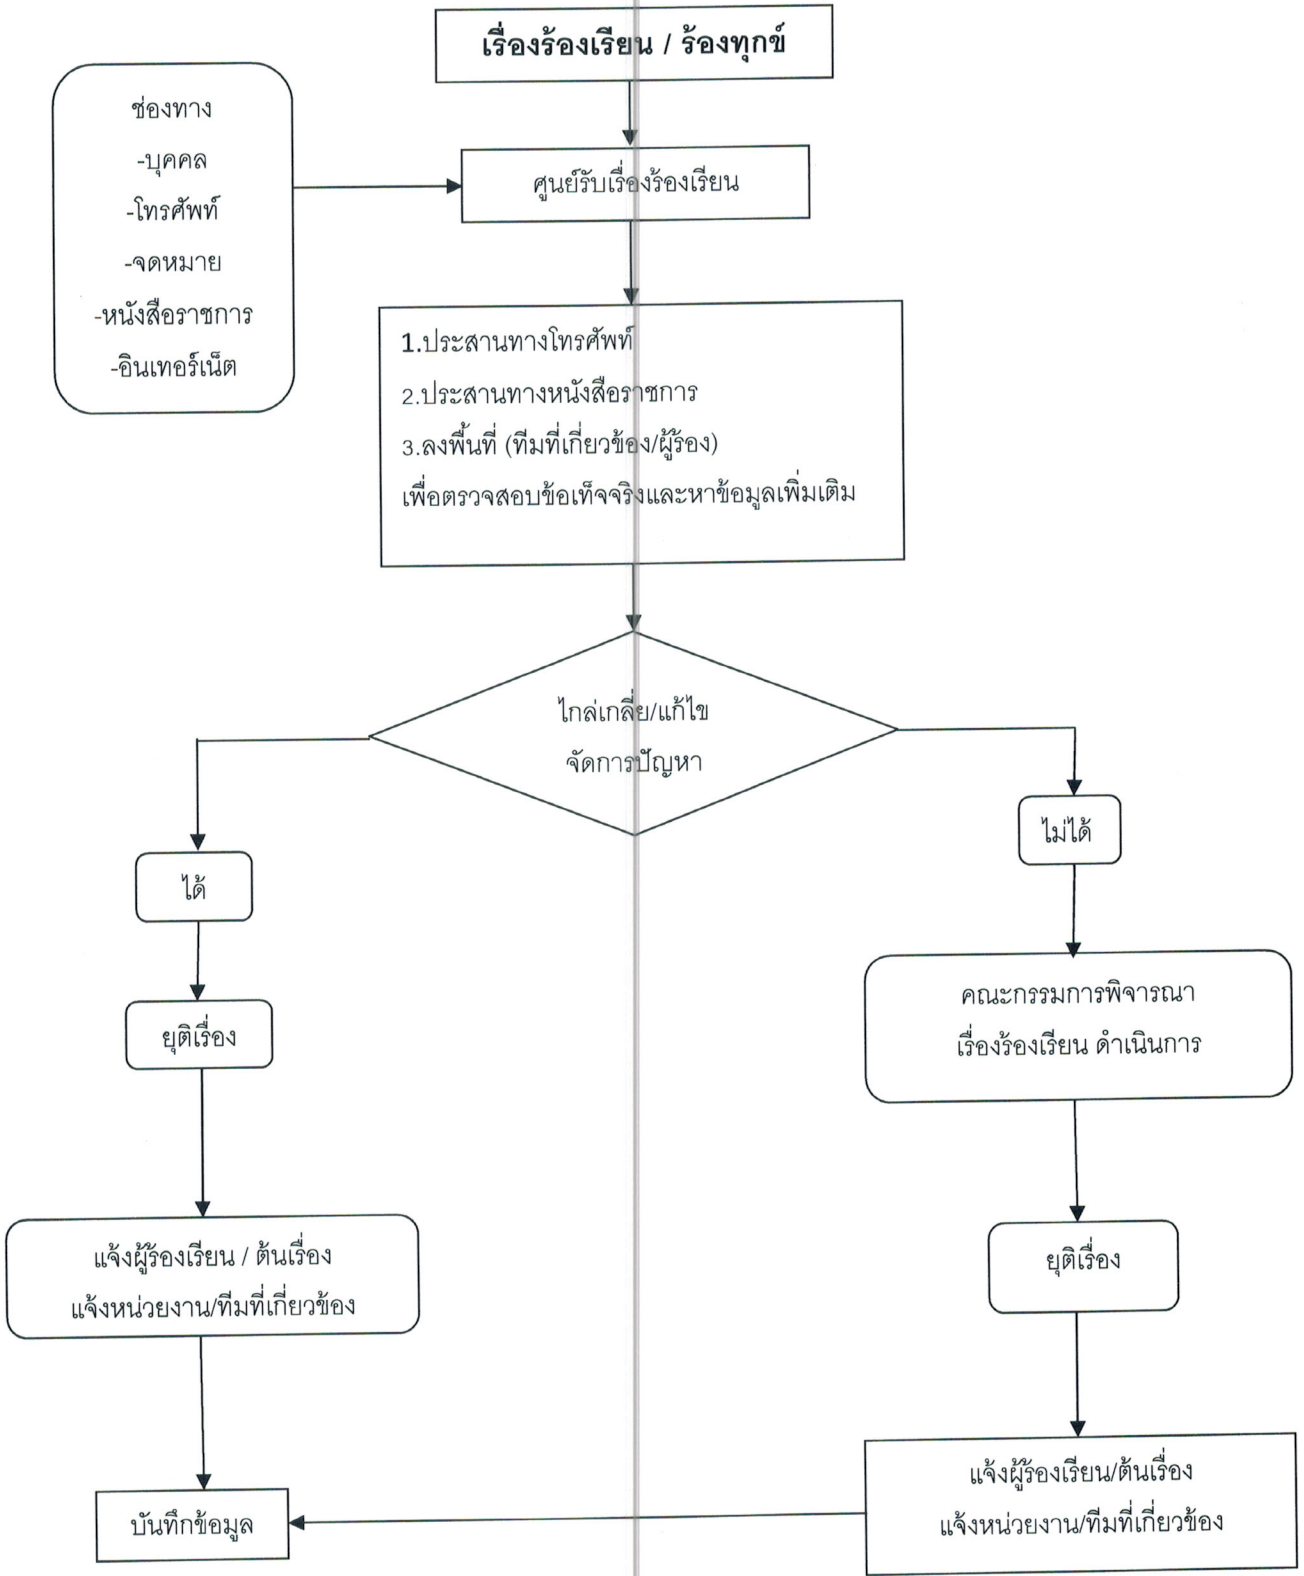 เรื่องร้องเรียน / ร้องทุกข์
ช่องทาง
-บุคคล
-โทรศัพท์
-จดหมาย
-หนังสือราชการ
-อินเทอร์เน็ต
ศูนย์รับเรื่องร้องเรียน
1.ประสานทางโทรศัพท์
2.ประสานทางหนังสือราชการ
3.ลงพื้นที่ (ทีมที่เกี่ยวข้อง/ผู้ร้อง)
เพื่อตรวจสอบข้อเท็จจริงและหาข้อมูลเพิ่มเติม
ไกล่เกลี่ย/แก้ไข
จัดการปัญหา
ได้
ยุติเรื่อง
แจ้งผู้ร้องเรียน / ต้นเรื่อง
แจ้งหน่วยงาน/ทีมที่เกี่ยวข้อง
บันทึกข้อมูล
ไม่ได้
คณะกรรมการพิจารณา
เรื่องร้องเรียน ดำเนินการ
ยุติเรื่อง
แจ้งผู้ร้องเรียน/ต้นเรื่อง
แจ้งหน่วยงาน/ทีมที่เกี่ยวข้อง